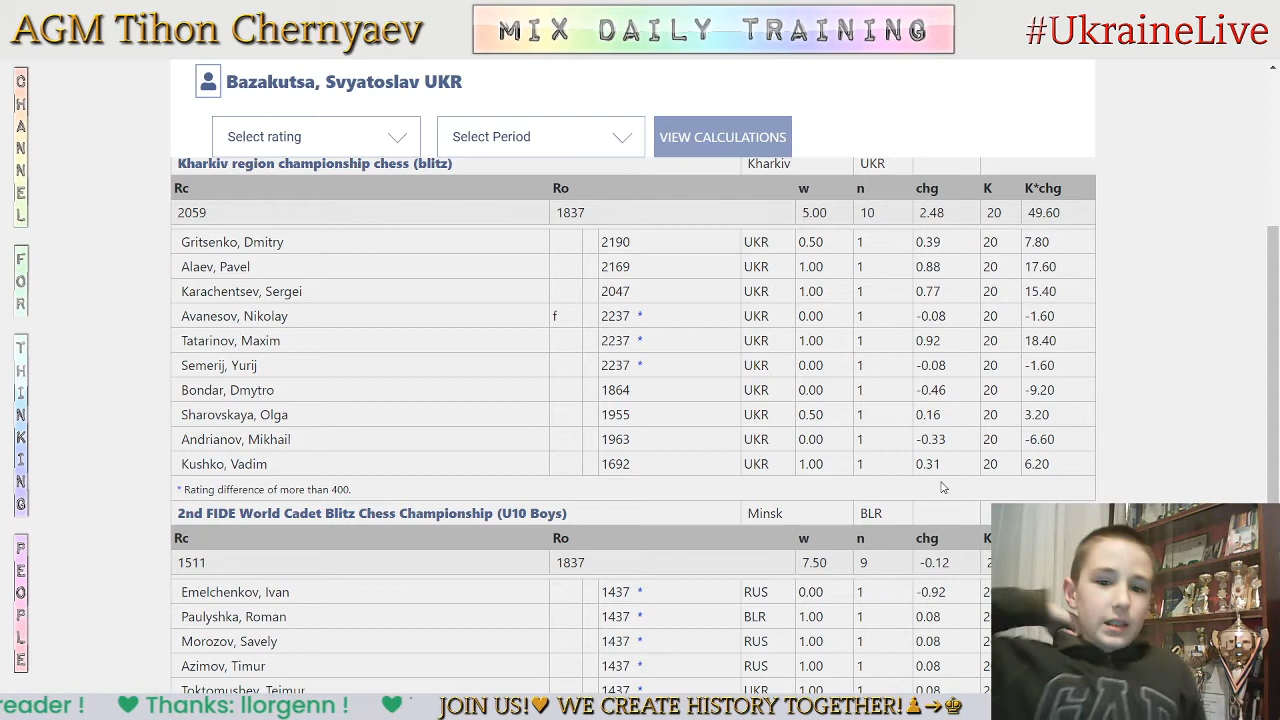 AGM Tihon Chernyaev
MIX DAILY TRAINING
#UkraineLive
CHANNEL FOR THINKING PEOPLE
Bazakutsa, Svyatoslav UKR
Select rating Select Period VIEW CALCULATIONS
Kharkiv region championship chess (blitz) Kharkiv UKR
Rc Ro w n chg K K*chg
2059 1837 5.00 10 2.48 20 49.60
Gritsenko, Dmitry 2190 UKR 0.50 1 0.39 20 7.80
Alaev, Pavel 2169 UKR 1.00 1 0.88 20 17.60
Karachentsev, Sergei 2047 UKR 1.00 1 0.77 20 15.40
Avanesov, Nikolay f 2237 * UKR 0.00 1 -0.08 20 -1.60
Tatarinov, Maxim 2237 * UKR 1.00 1 0.92 20 18.40
Semerij, Yurij 2237 * UKR 0.00 1 -0.08 20 -1.60
Bondar, Dmytro 1864 UKR 0.00 1 -0.46 20 -9.20
Sharovskaya, Olga 1955 UKR 0.50 1 0.16 20 3.20
Andrianov, Mikhail 1963 UKR 0.00 1 -0.33 20 -6.60
Kushko, Vadim 1692 UKR 1.00 1 0.31 20 6.20
* Rating difference of more than 400.
2nd FIDE World Cadet Blitz Chess Championship (U10 Boys) Minsk BLR
Rc Ro w n chg
1511 1837 7.50 9 -0.12
Emelchenkov, Ivan 1437 * RUS 0.00 1 -0.92
Paulyshka, Roman 1437 * BLR 1.00 1 0.08
Morozov, Savely 1437 * RUS 1.00 1 0.08
Azimov, Timur 1437 * RUS 1.00 1 0.08
Toktomushev, Teimur 1437 * UKR 1.00 1 0.08
reader ! Thanks: llorgenn ! JOIN US! WE CREATE HISTORY TOGETHER!